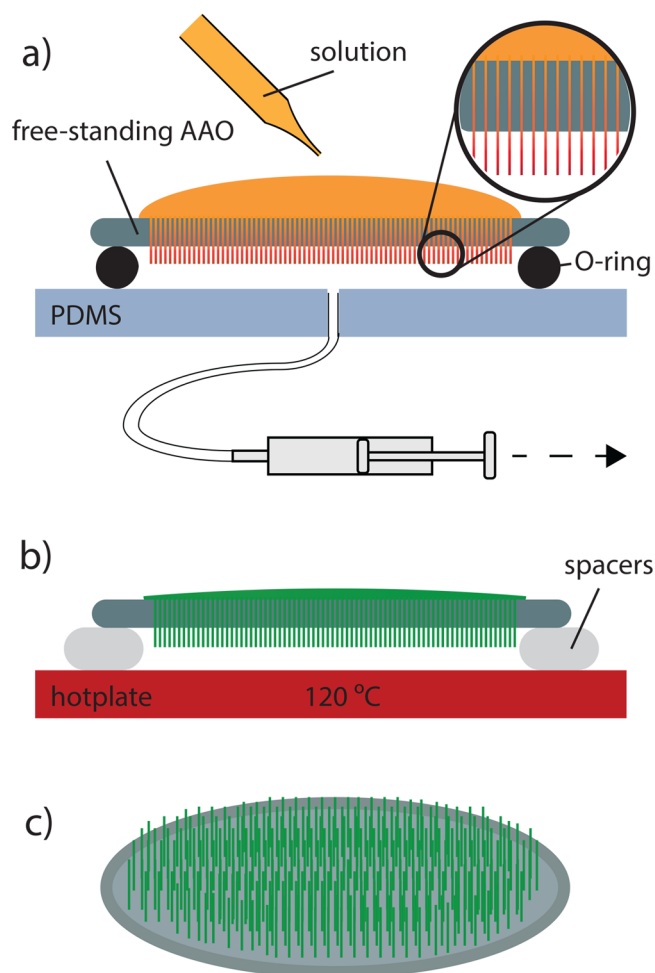 a)
solution
free-standing AAO
O-ring
PDMS
b)
spacers
hotplate 120 °C
c)